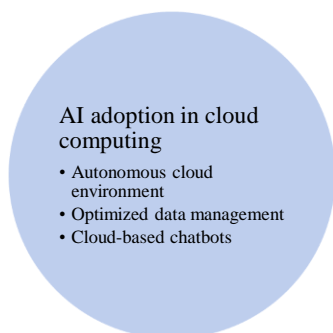 AI adoption in cloud
computing
• Autonomous cloud
environment
• Optimized data management
• Cloud-based chatbots